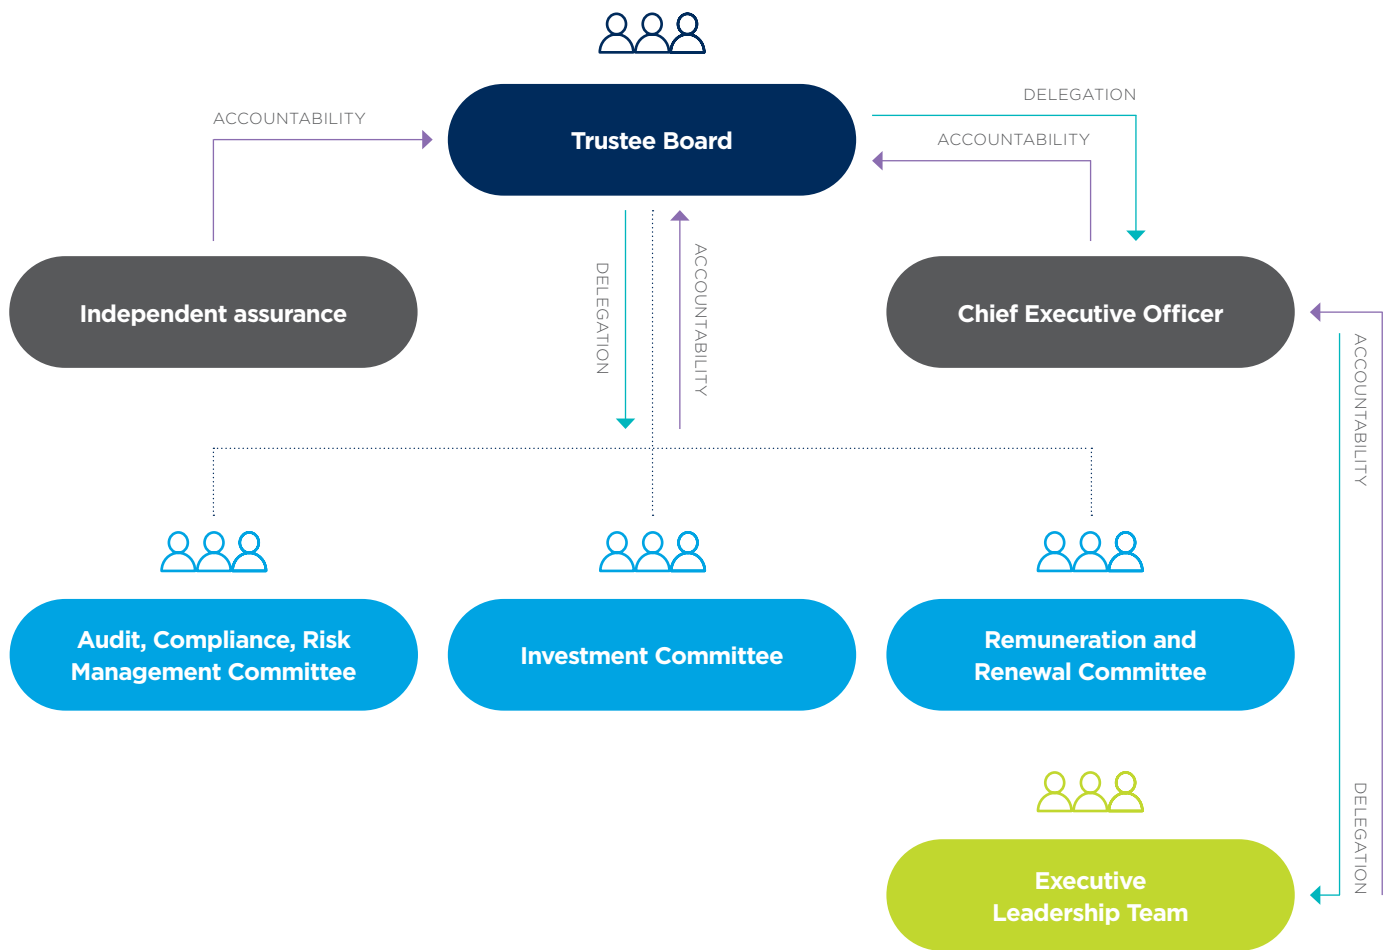 DELEGATION
ACCOUNTABILITY
Trustee Board
ACCOUNTABILITY
Independent assurance
DELEGATION
ACCOUNTABILITY
Chief Executive Officer
ACCOUNTABILITY
Audit, Compliance, Risk
Management Committee
Investment Committee
Remuneration and
Renewal Committee
DELEGATION
Executive
Leadership Team